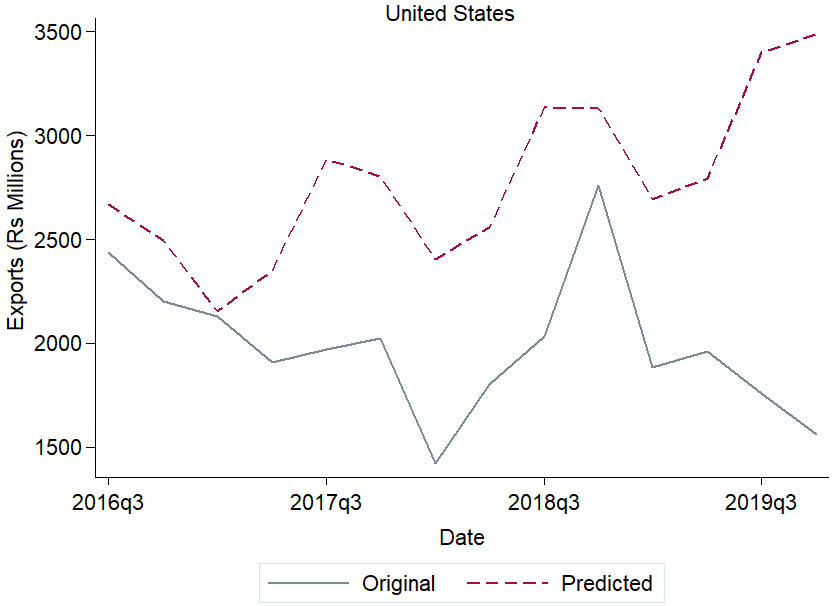 United States
Exports (Rs Millions)
3500
3000
2500
2000
1500
2016q3 2017q3 2018q3 2019q3
Date
Original Predicted